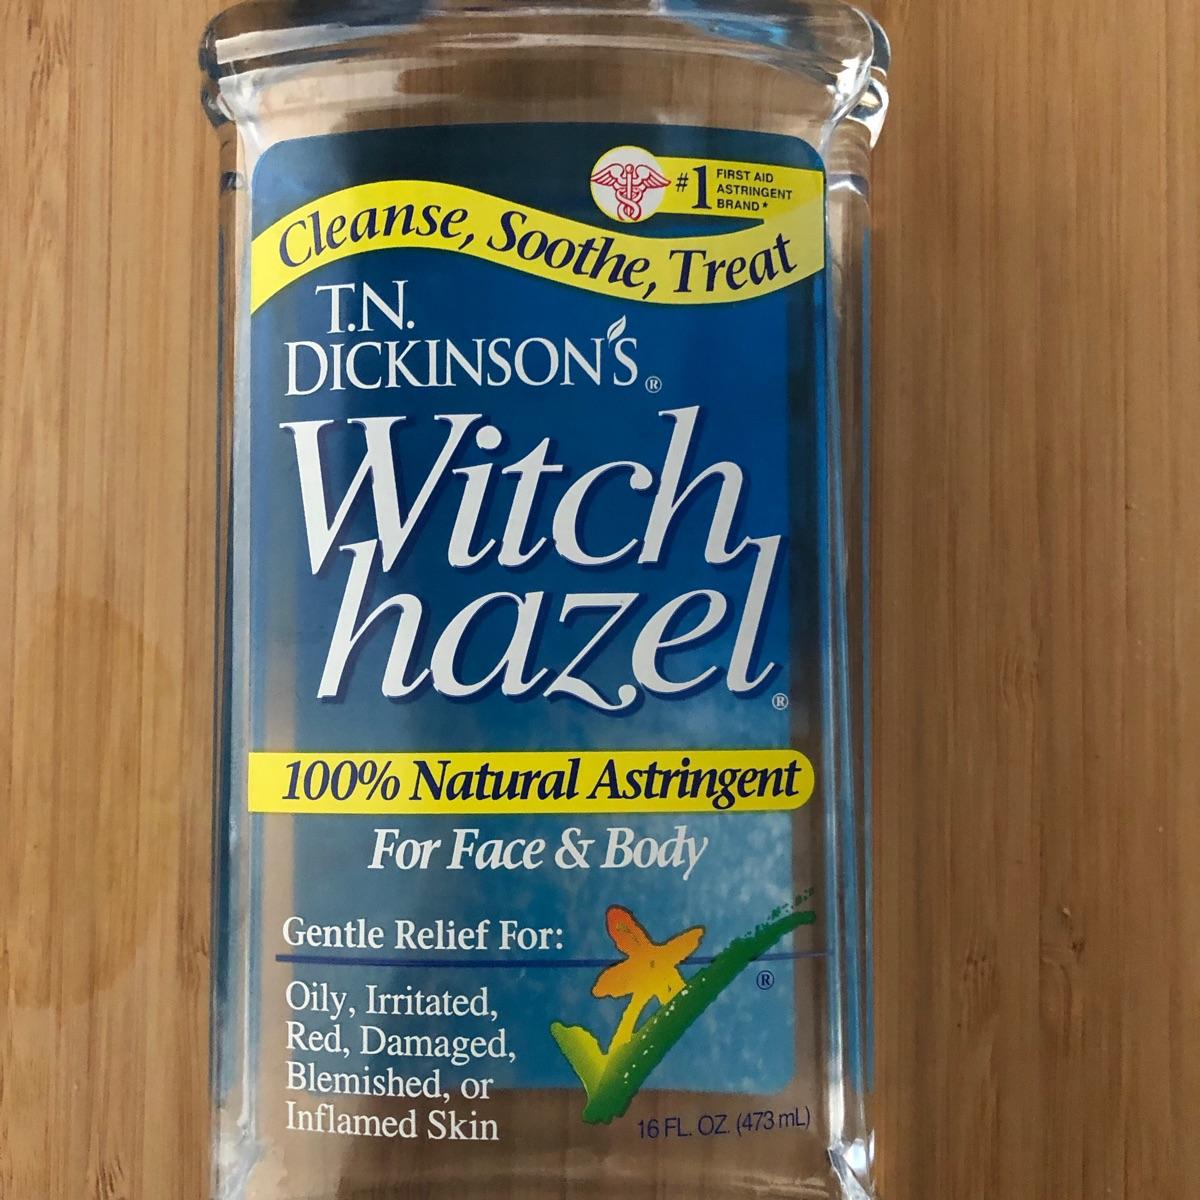 #1 FIRST AID
ASTRINGENT
BRAND*
Cleanse, Soothe, Treat
T.N.
DICKINSON'S®
Witch
hazel®
100% Natural Astringent
For Face & Body
Gentle Relief For:
Oily, Irritated,
Red, Damaged,
Blemished, or
Inflamed Skin
®
16 FL. OZ. (473 mL)